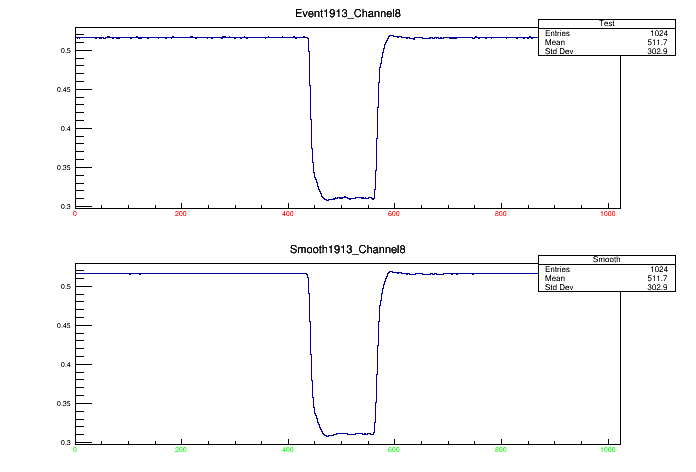 Event1913_Channel8
Test
Entries 1024
Mean 511.7
Std Dev 302.9
0.5
0.45
0.4
0.35
0.3
0 200 400 600 800 1000
Smooth1913_Channel8
Smooth
Entries 1024
Mean 511.7
Std Dev 302.9
0.5
0.45
0.4
0.35
0.3
0 200 400 600 800 1000